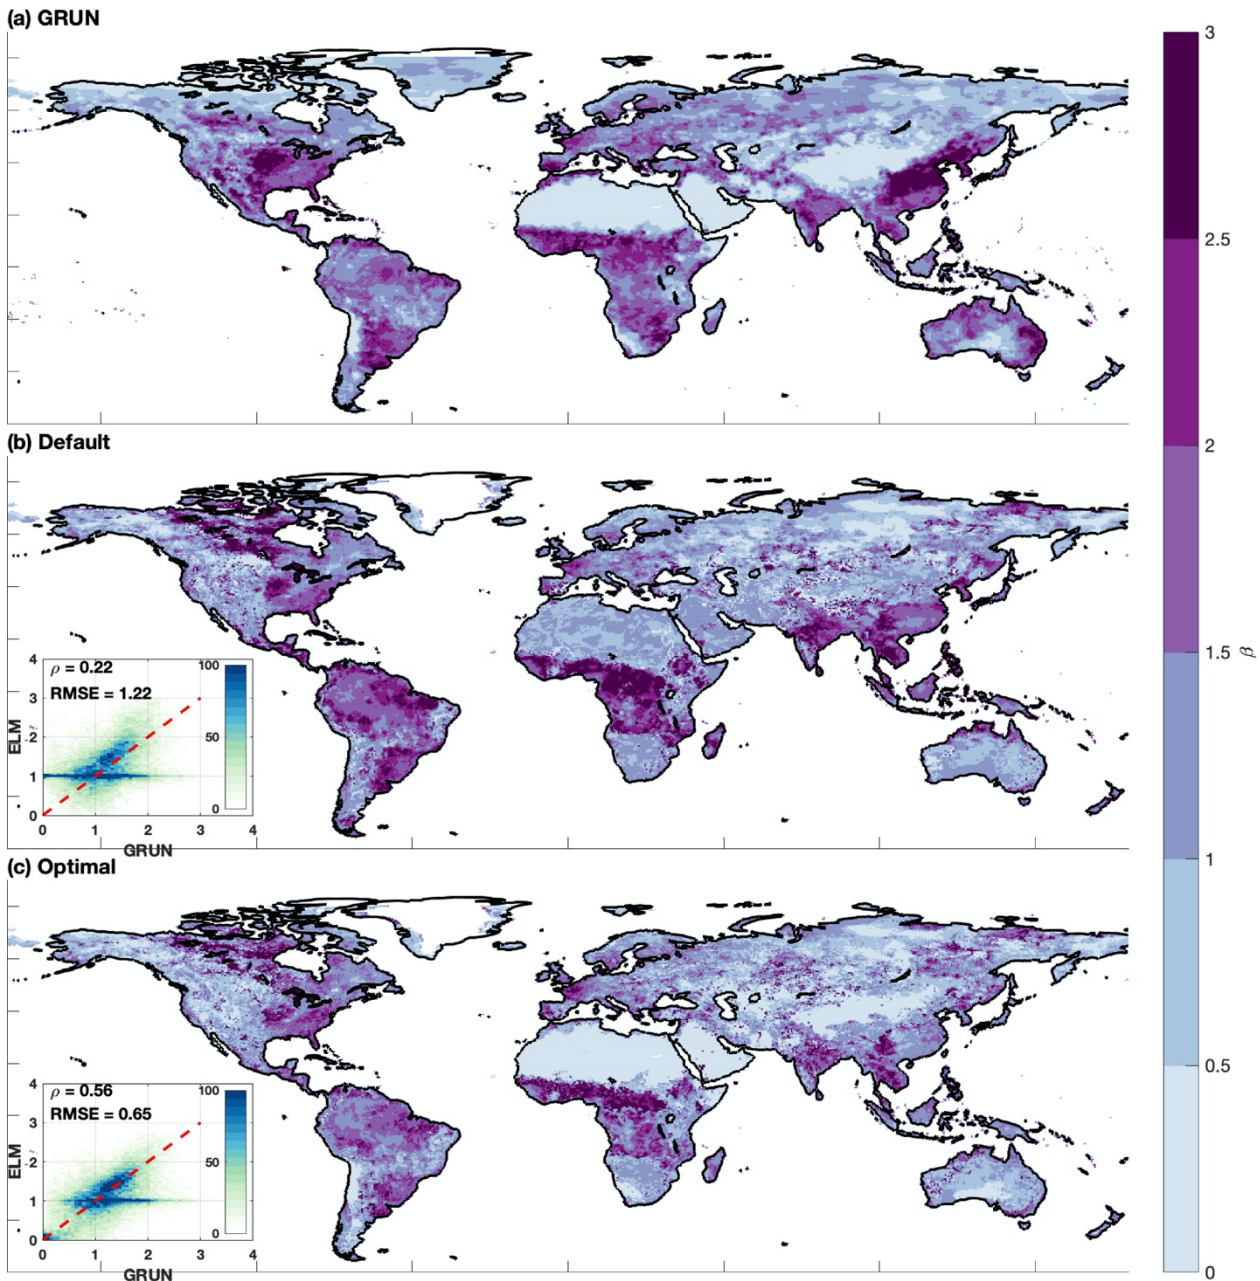 (a) GRUN
3
2.5
2
1.5
β
1
0.5
0
(b) Default
ρ = 0.22
RMSE = 1.22
100
50
0
4
3
2
1
0
ELM
0 1 2 3 4
GRUN
(c) Optimal
ρ = 0.56
RMSE = 0.65
100
50
0
4
3
2
1
0
ELM
0 1 2 3 4
GRUN